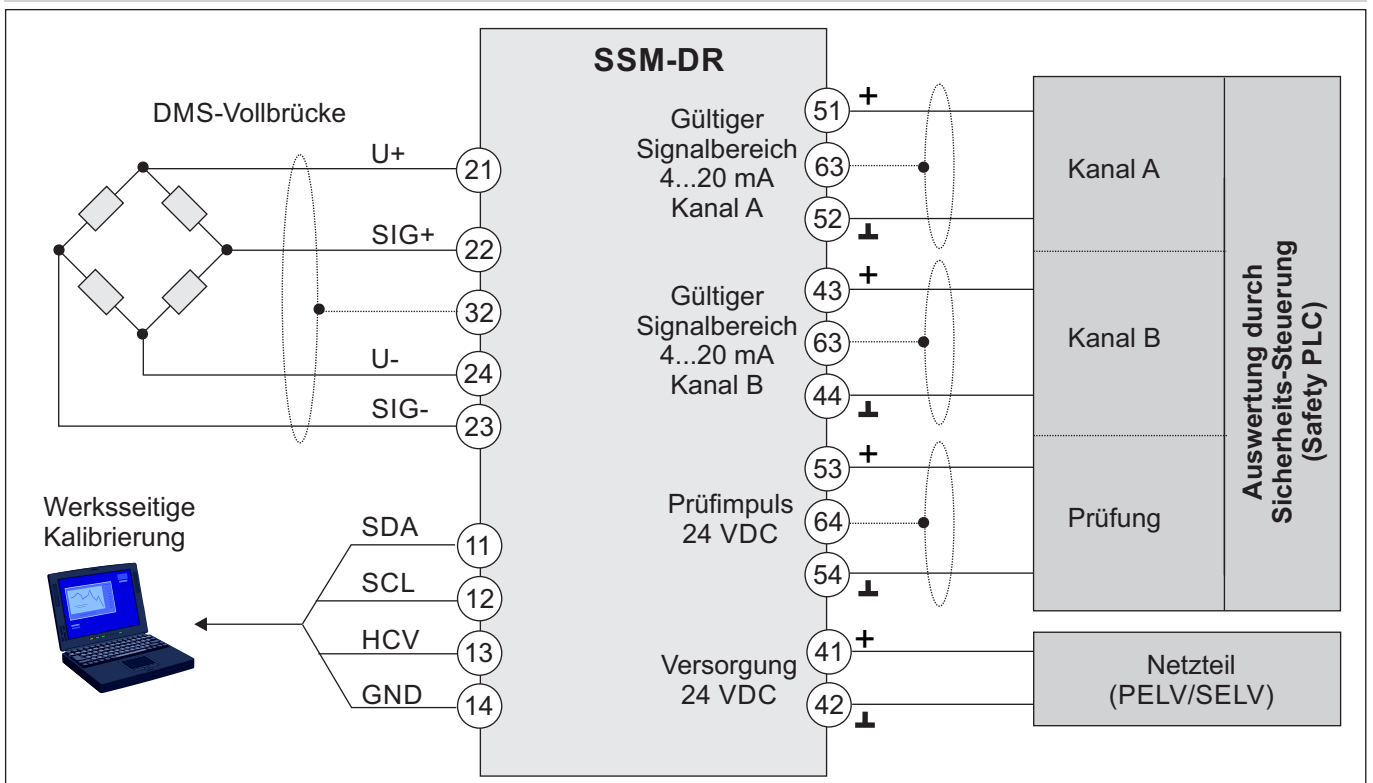 SSM-DR
DMS-Vollbrücke
U+
21
SIG+
22
32
U-
24
SIG-
23
Werksseitige
Kalibrierung
SDA
11
SCL
12
HCV
13
GND
14
Gültiger
Signalbereich
4...20 mA
Kanal A
51
+
63
52
Gültiger
Signalbereich
4...20 mA
Kanal B
43
+
63
44
Prüfimpuls
24 VDC
53
+
64
54
Versorgung
24 VDC
41
+
42
Kanal A
Kanal B
Prüfung
Auswertung durch
Sicherheits-Steuerung
(Safety PLC)
Netzteil
(PELV/SELV)